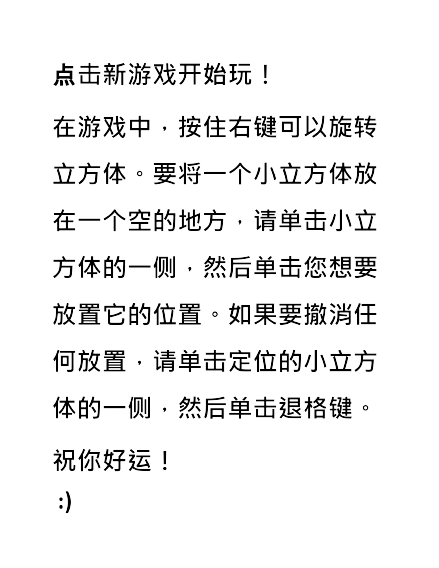 点击新游戏开始玩！
在游戏中，按住右键可以旋转
立方体。要将一个小立方体放
在一个空的地方，请单击小立
方体的一侧，然后单击您想要
放置它的位置。如果要撤消任
何放置，请单击定位的小立方
体的一侧，然后单击退格键。
祝你好运！
:)